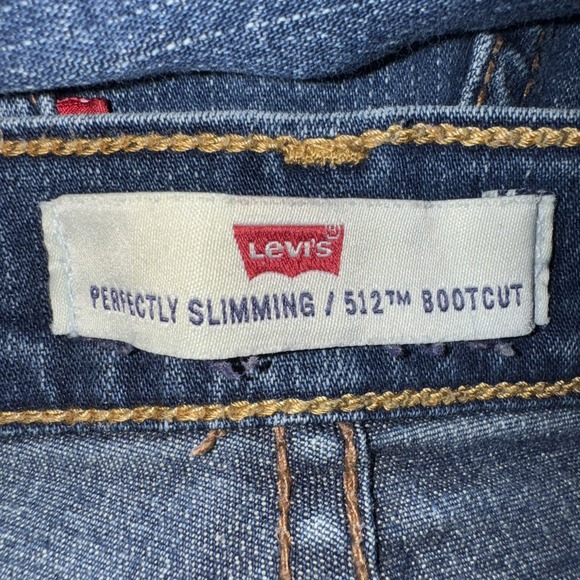 Levi's®
PERFECTLY SLIMMING / 512™ BOOTCUT